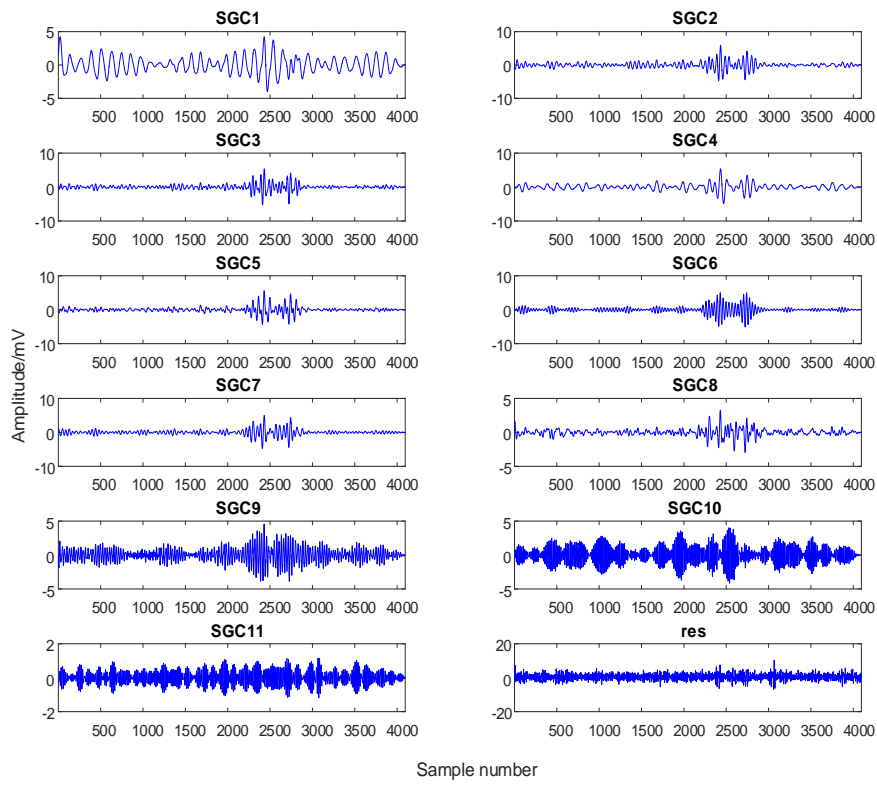 SGC1 SGC2
5 10
0 0
-5 -10
500 1000 1500 2000 2500 3000 3500 4000 500 1000 1500 2000 2500 3000 3500 4000
SGC3 SGC4
10 10
0 0
-10 -10
500 1000 1500 2000 2500 3000 3500 4000 500 1000 1500 2000 2500 3000 3500 4000
SGC5 SGC6
10 10
0 0
-10 -10
500 1000 1500 2000 2500 3000 3500 4000 500 1000 1500 2000 2500 3000 3500 4000
Amplitude/mV
SGC7 SGC8
10 5
0 0
-10 -5
500 1000 1500 2000 2500 3000 3500 4000 500 1000 1500 2000 2500 3000 3500 4000
SGC9 SGC10
5 5
0 0
-5 -5
500 1000 1500 2000 2500 3000 3500 4000 500 1000 1500 2000 2500 3000 3500 4000
SGC11 res
2 20
0 0
-2 -20
500 1000 1500 2000 2500 3000 3500 4000 500 1000 1500 2000 2500 3000 3500 4000
Sample number